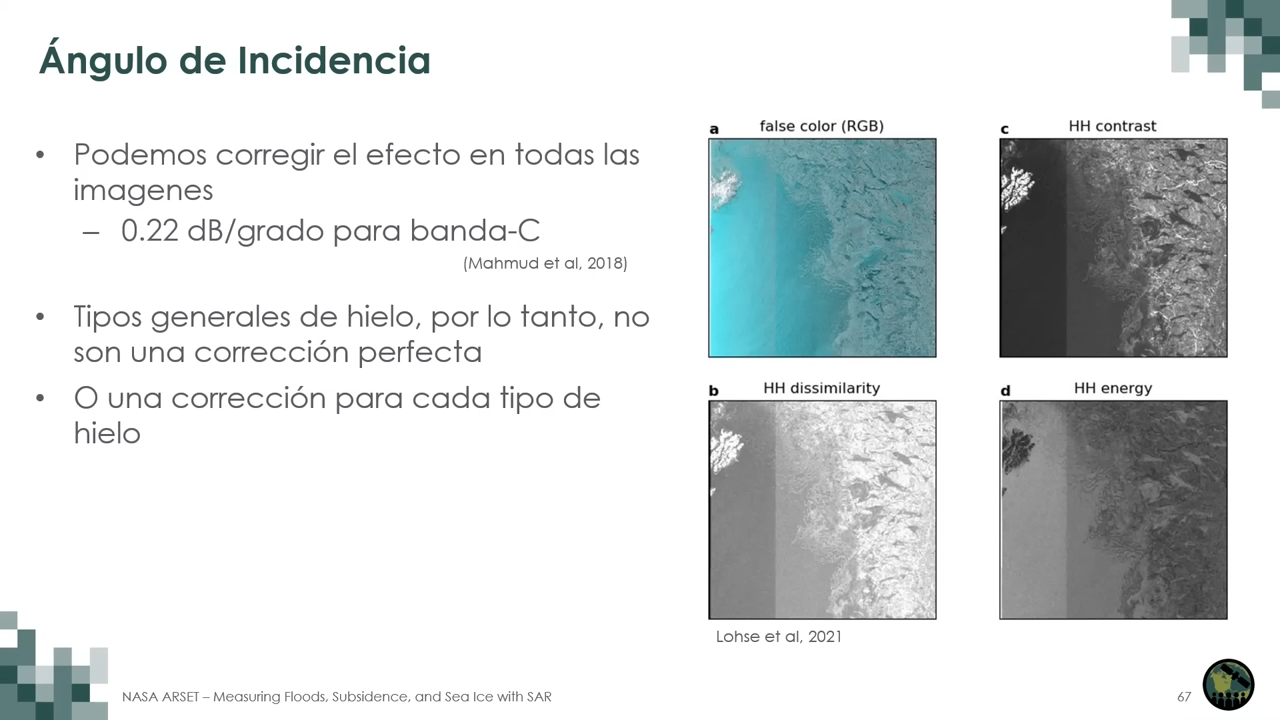 Ángulo de Incidencia
• Podemos corregir el efecto en todas las
imagenes
– 0.22 dB/grado para banda-C
(Mahmud et al, 2018)
• Tipos generales de hielo, por lo tanto, no
son una corrección perfecta
• O una corrección para cada tipo de
hielo
a false color (RGB)
c HH contrast
b HH dissimilarity
d HH energy
Lohse et al, 2021
NASA ARSET – Measuring Floods, Subsidence, and Sea Ice with SAR
67